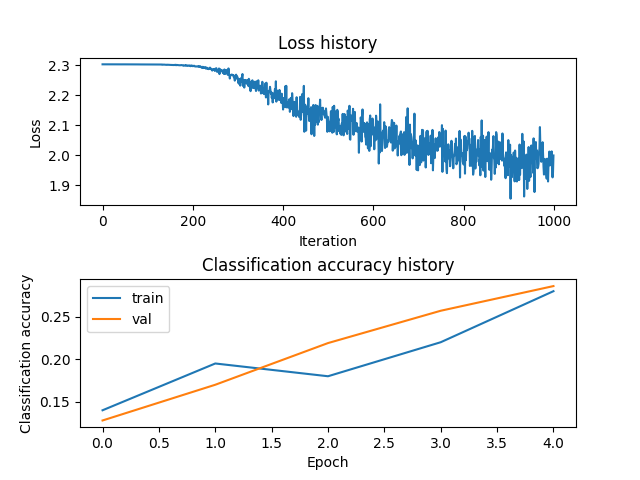 Loss history
2.3
2.2
2.1
2.0
1.9
Loss
0 200 400 600 800 1000
Iteration
Classification accuracy history
train
val
0.25
0.20
0.15
Classification accuracy
0.0 0.5 1.0 1.5 2.0 2.5 3.0 3.5 4.0
Epoch